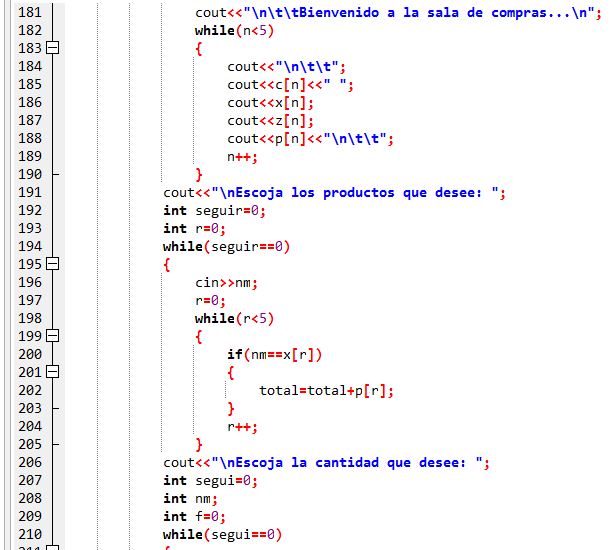 181 cout<<"\n\t\tBienvenido a la sala de compras...\n";
182 while(n<5)
183 {
184 cout<<"\n\t\t";
185 cout<<c[n]<<" ";
186 cout<<x[n];
187 cout<<z[n];
188 cout<<p[n]<<"\n\t\t";
189 n++;
190 }
191 cout<<"\nEscoja los productos que desee: ";
192 int seguir=0;
193 int r=0;
194 while(seguir==0)
195 {
196 cin>>nm;
197 r=0;
198 while(r<5)
199 {
200 if(nm==x[r])
201 {
202 total=total+p[r];
203 }
204 r++;
205 }
206 cout<<"\nEscoja la cantidad que desee: ";
207 int segui=0;
208 int nm;
209 int f=0;
210 while(segui==0)